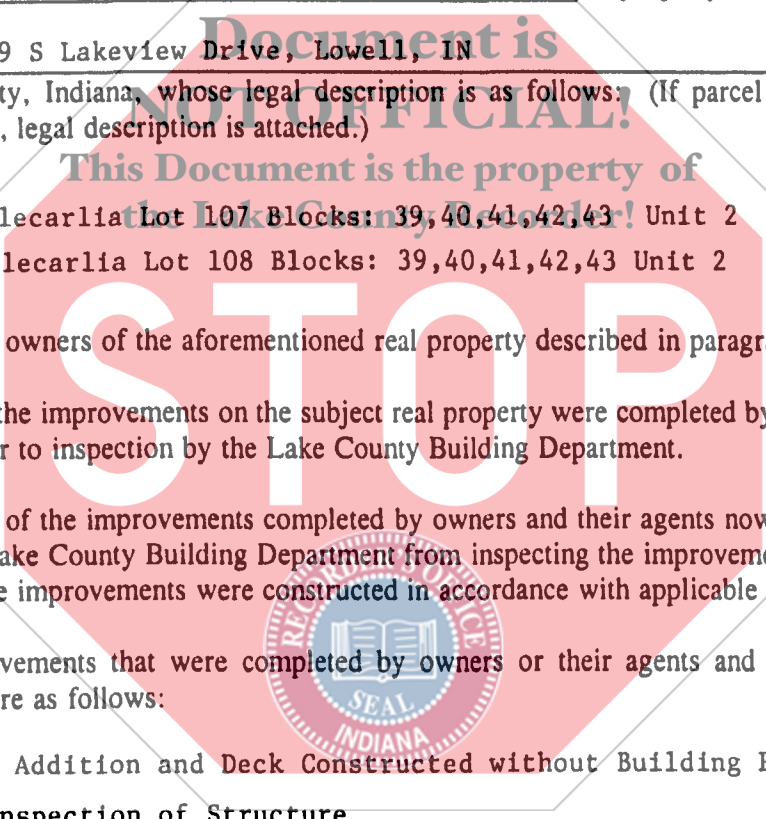 9 S Lakeview Drive, Lowell, IN
Document is
ty, Indiana, whose legal description is as follows: (If parcel
NOT OFFICIAL!
, legal description is attached.)
This Document is the property of
the Lake County Recorder!
lecarlia Lot 107 Blocks: 39,40,41,42,43 Unit 2
lecarlia Lot 108 Blocks: 39,40,41,42,43 Unit 2
STOP
owners of the aforementioned real property described in paragr
the improvements on the subject real property were completed by
r to inspection by the Lake County Building Department.
of the improvements completed by owners and their agents now
ake County Building Department from inspecting the improveme
e improvements were constructed in accordance with applicable
RECORDER'S OFFICE
SEAL
INDIANA
vements that were completed by owners or their agents and
re as follows:
Addition and Deck Constructed without Building
nspection of Structure